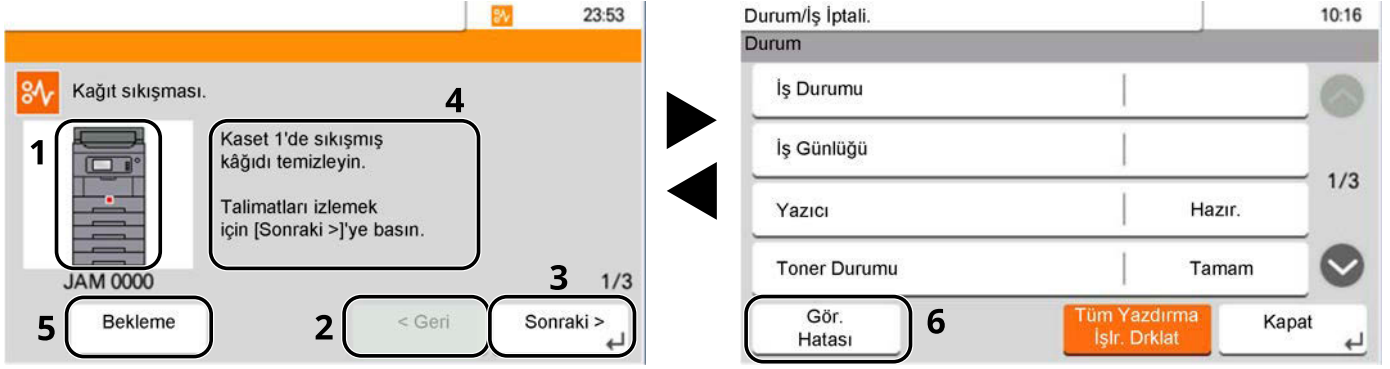 23:53
Kağıt sıkışması.
1
4
Kaset 1'de sıkışmış
kâğıdı temizleyin.
Talimatları izlemek
için [Sonraki >]'ye basın.
JAM 0000
3
1/3
5
Bekleme
2
< Geri
Sonraki >
Durum/İş İptali.
10:16
Durum
İş Durumu
İş Günlüğü
1/3
Yazıcı
Hazır.
Toner Durumu
Tamam
Gör.
Hatası
6
Tüm Yazdırma
İşlr. Drklat
Kapat